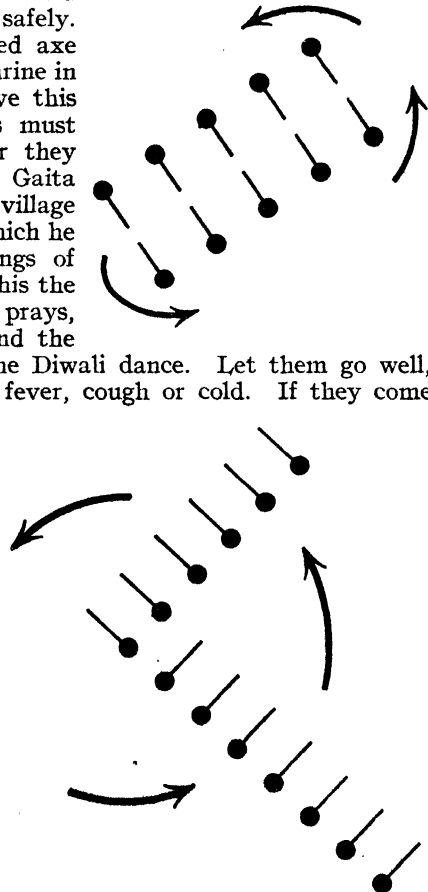 safely.
ed axe
rine in
ve this
s must
r they
Gaita
village
hich he
ngs of
his the
prays,
nd the
ne Diwali dance. Let them go well,
fever, cough or cold. If they come